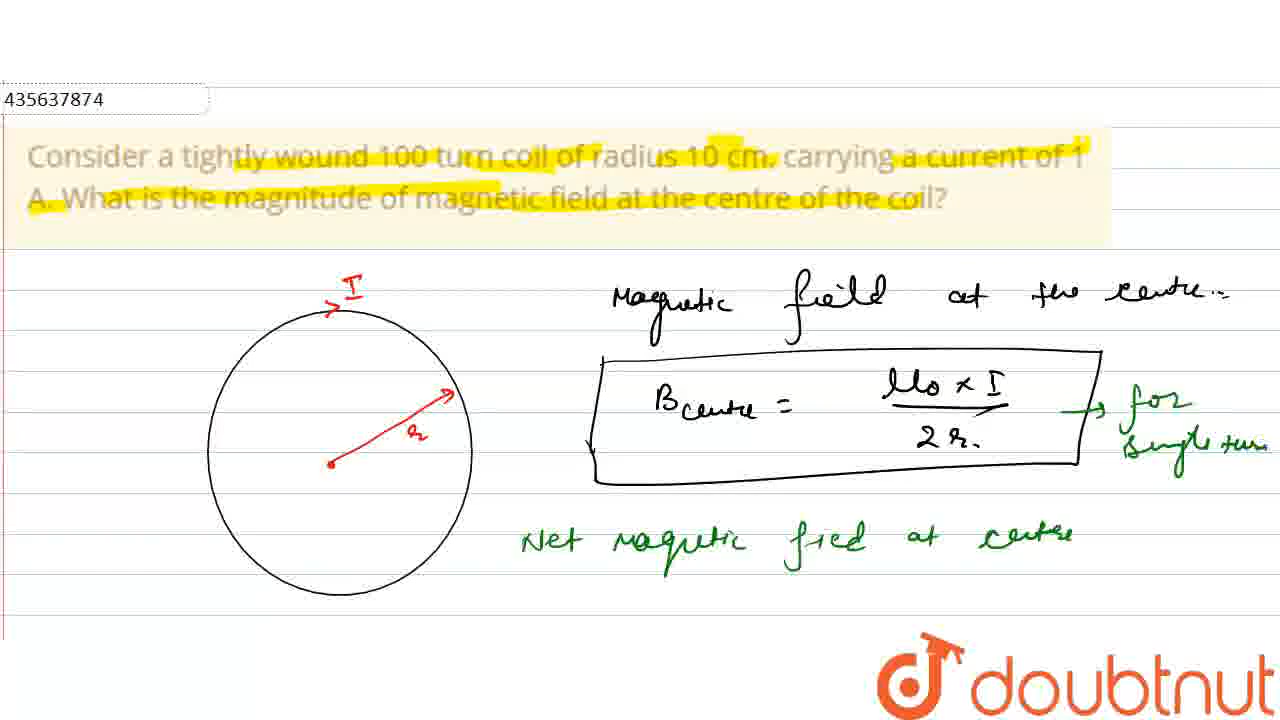 435637874
Consider a tightly wound 100 turn coil of radius 10 cm, carrying a current of 1
A. What is the magnitude of magnetic field at the centre of the coil?
I
r
Magnetic field at the centre..
B centre = μ₀ × I
2 r.
→ for
single turn
Net magnetic field at centre
doubtnut